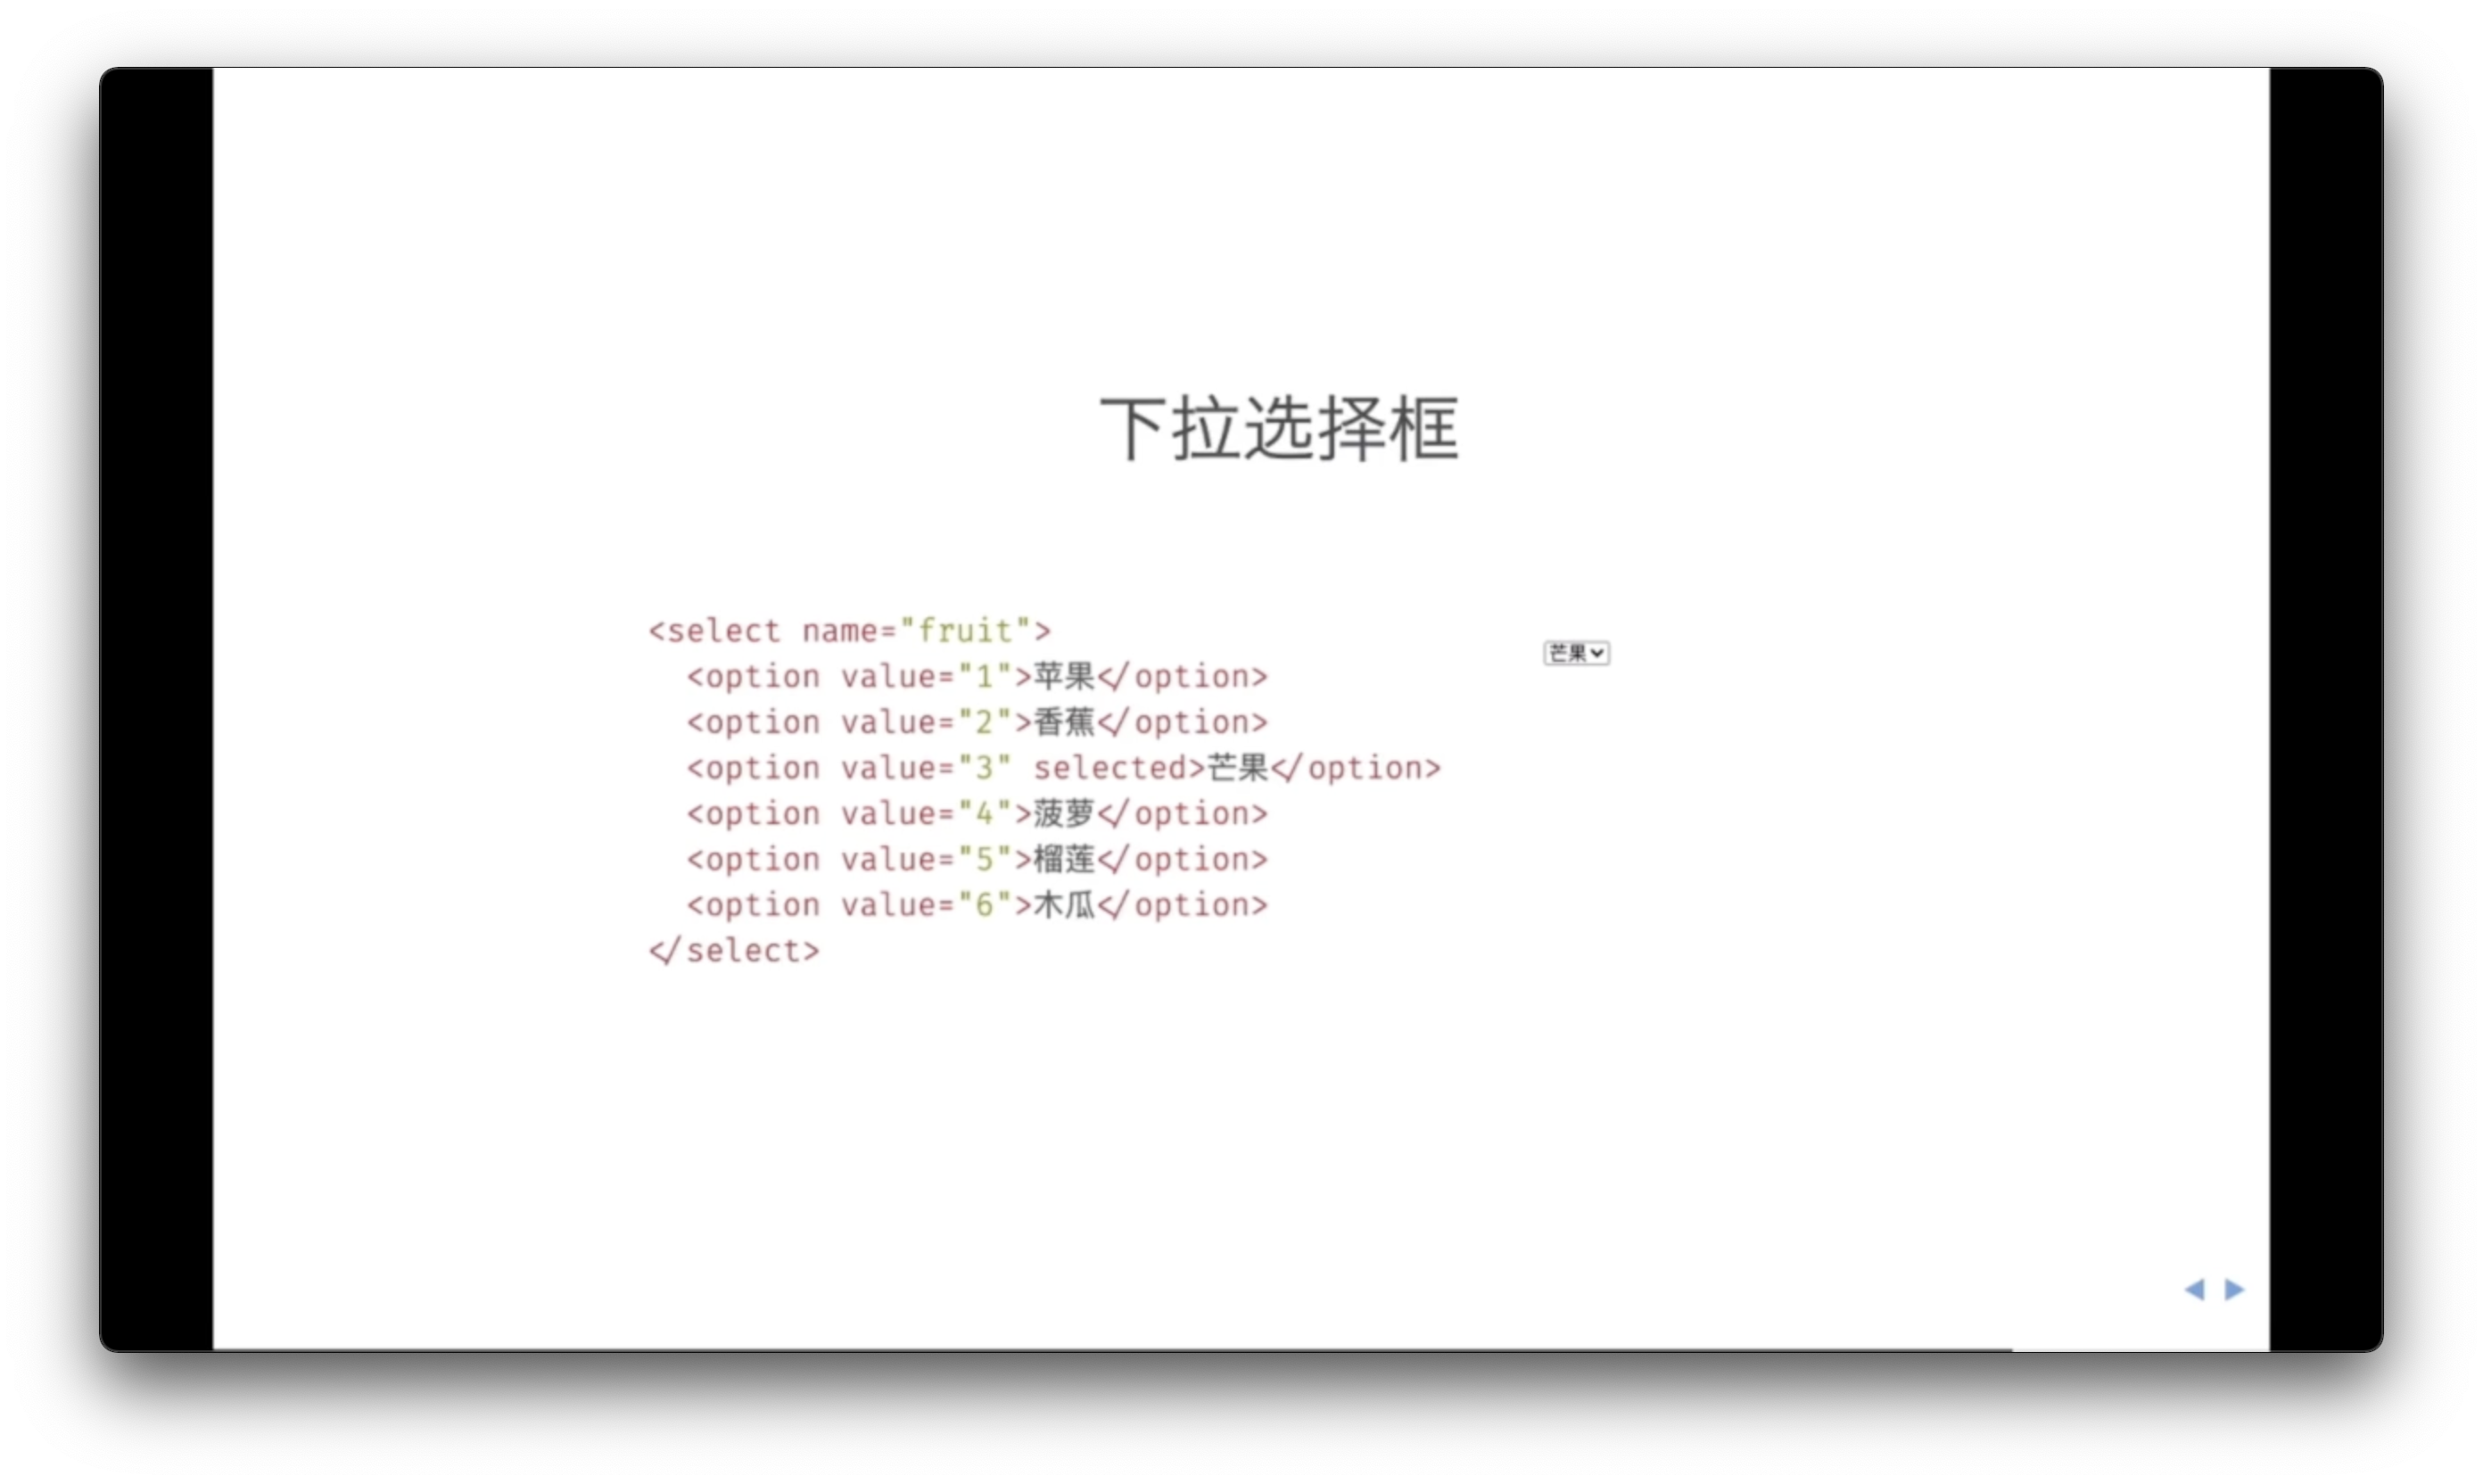 下拉选择框
<select name="fruit">
  <option value="1">苹果</option>
  <option value="2">香蕉</option>
  <option value="3" selected>芒果</option>
  <option value="4">菠萝</option>
  <option value="5">榴莲</option>
  <option value="6">木瓜</option>
</select>
芒果